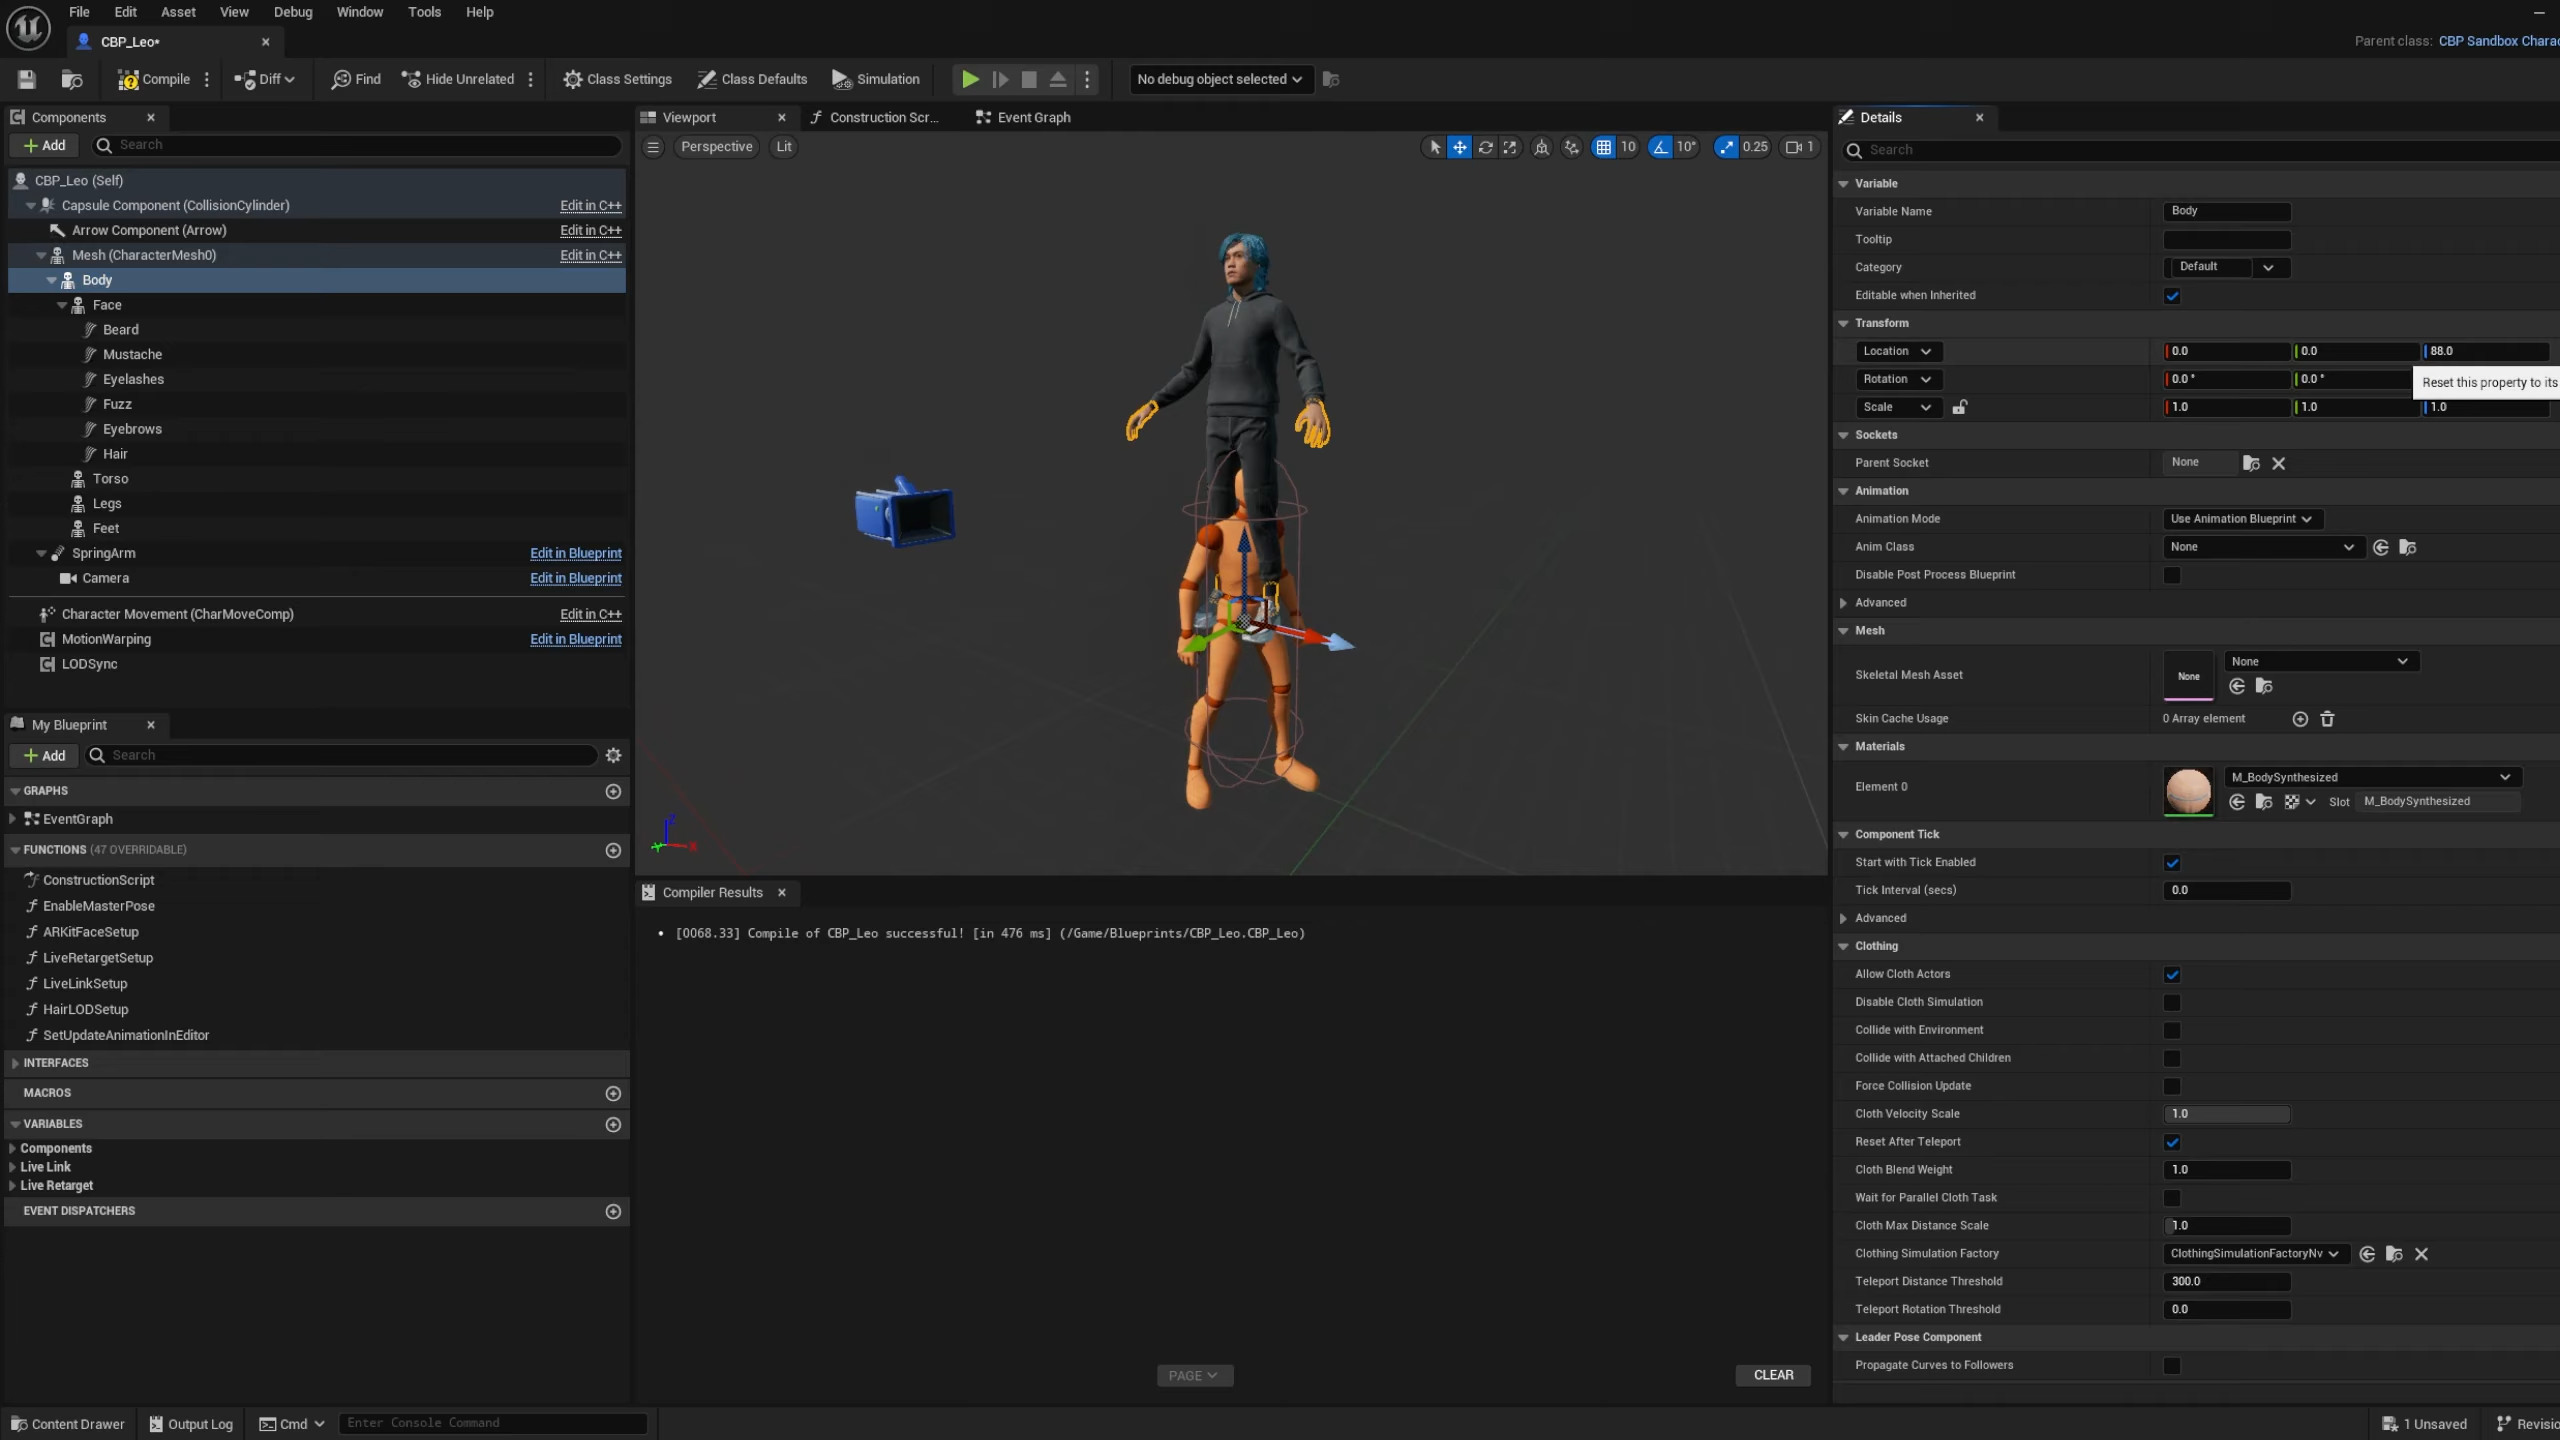 File Edit Asset View Debug Window Tools Help
CBP_Leo*
Parent class: CBP Sandbox Charac
Compile Diff Find Hide Unrelated Class Settings Class Defaults Simulation No debug object selected
Components
Add Search
CBP_Leo (Self)
Capsule Component (CollisionCylinder) Edit in C++
Arrow Component (Arrow) Edit in C++
Mesh (CharacterMesh0) Edit in C++
Body
Face
Beard
Mustache
Eyelashes
Fuzz
Eyebrows
Hair
Torso
Legs
Feet
SpringArm Edit in Blueprint
Camera Edit in Blueprint
Character Movement (CharMoveComp) Edit in C++
MotionWarping Edit in Blueprint
LODSync
My Blueprint
Add Search
GRAPHS
EventGraph
FUNCTIONS (47 OVERRIDABLE)
ConstructionScript
EnableMasterPose
ARKitFaceSetup
LiveRetargetSetup
LiveLinkSetup
HairLODSetup
SetUpdateAnimationInEditor
INTERFACES
MACROS
VARIABLES
Components
Live Link
Live Retarget
EVENT DISPATCHERS
Viewport Construction Scr... Event Graph
Perspective Lit 10 10° 0.25 1
Z
X
Compiler Results
• [0068.33] Compile of CBP_Leo successful! [in 476 ms] (/Game/Blueprints/CBP_Leo.CBP_Leo)
PAGE CLEAR
Details
Search
Variable
Variable Name Body
Tooltip
Category Default
Editable when Inherited
Transform
Location 0.0 0.0 88.0
Rotation 0.0 ° 0.0 ° Reset this property to its
Scale 1.0 1.0 1.0
Sockets
Parent Socket None
Animation
Animation Mode Use Animation Blueprint
Anim Class None
Disable Post Process Blueprint
Advanced
Mesh
Skeletal Mesh Asset None None
Skin Cache Usage 0 Array element
Materials
Element 0 M_BodySynthesized
Slot M_BodySynthesized
Component Tick
Start with Tick Enabled
Tick Interval (secs) 0.0
Advanced
Clothing
Allow Cloth Actors
Disable Cloth Simulation
Collide with Environment
Collide with Attached Children
Force Collision Update
Cloth Velocity Scale 1.0
Reset After Teleport
Cloth Blend Weight 1.0
Wait for Parallel Cloth Task
Cloth Max Distance Scale 1.0
Clothing Simulation Factory ClothingSimulationFactoryNv
Teleport Distance Threshold 300.0
Teleport Rotation Threshold 0.0
Leader Pose Component
Propagate Curves to Followers
Content Drawer Output Log Cmd Enter Console Command 1 Unsaved Revisio